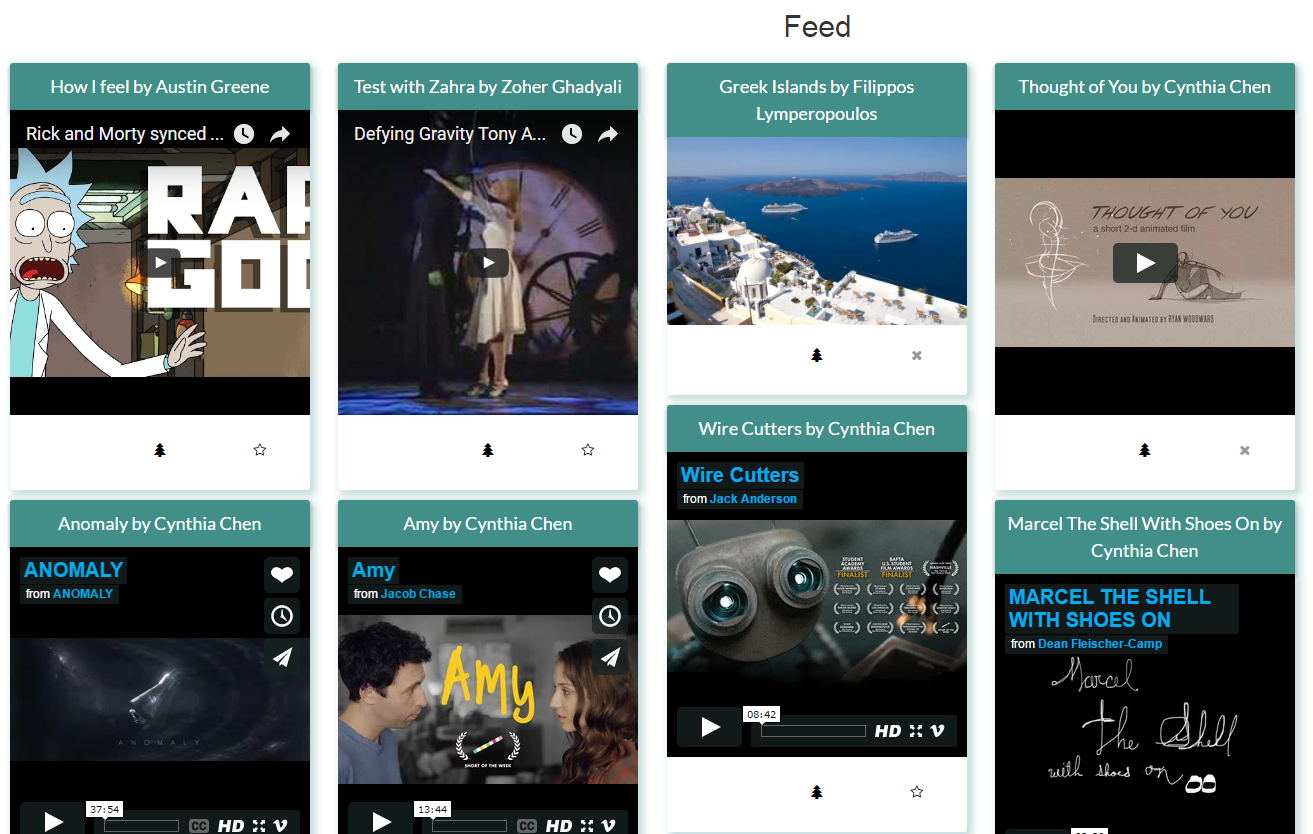 Feed
How I feel by Austin Greene
Rick and Morty synced ...
RAP
GOD
Test with Zahra by Zoher Ghadyali
Defying Gravity Tony A...
Greek Islands by Filippos
Lymperopoulos
Thought of You by Cynthia Chen
THOUGHT OF YOU
a short 2-d animated film
DIRECTED AND ANIMATED BY RYAN WOODWARD
Anomaly by Cynthia Chen
ANOMALY
from ANOMALY
ANOMALY
37:54
CC HD
Amy by Cynthia Chen
Amy
from Jacob Chase
AMY
SHORT OF THE WEEK
13:44
CC HD
Wire Cutters by Cynthia Chen
Wire Cutters
from Jack Anderson
STUDENT
ACADEMY
AWARDS
FINALIST
BAFTA
U.S. STUDENT
FILM AWARDS
FINALIST
NASHVILLE
08:42
HD
Marcel The Shell With Shoes On by
Cynthia Chen
MARCEL THE SHELL
WITH SHOES ON
from Dean Fleischer-Camp
Marcel
The Shell
with shoes on